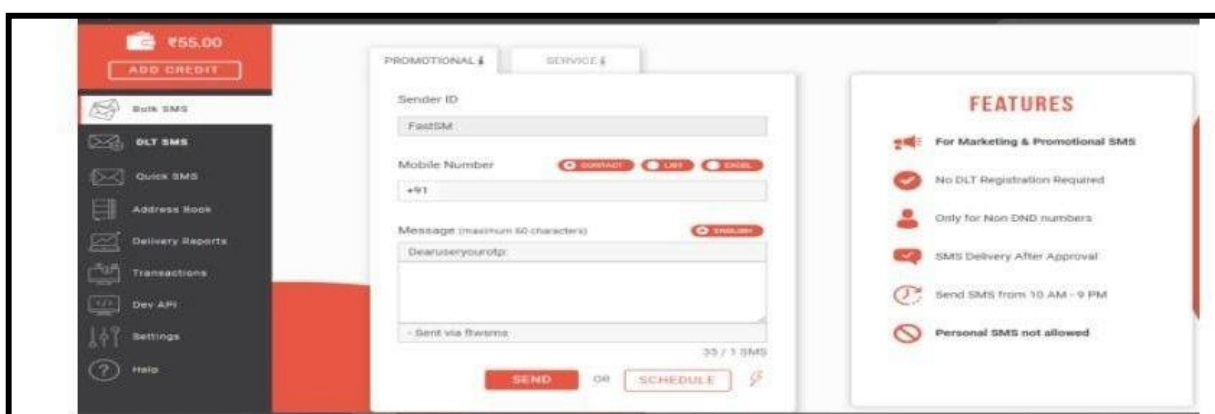 ₹55.00
ADD CREDIT
Bulk SMS
DLT SMS
Quick SMS
Address Book
Delivery Reports
Transactions
Dev API
Settings
Help
PROMOTIONAL
SERVICE
Sender ID
FastSM
Mobile Number
CONTACT
LIST
EXCEL
+91
Message (maximum 60 characters)
ENGLISH
Dearuseryourotp:
- Sent via
33 / 1 SMS
SEND
OR
SCHEDULE
FEATURES
For Marketing & Promotional SMS
No DLT Registration Required
Only for Non DND numbers
SMS Delivery After Approval
Send SMS from 10 AM - 9 PM
Personal SMS not allowed